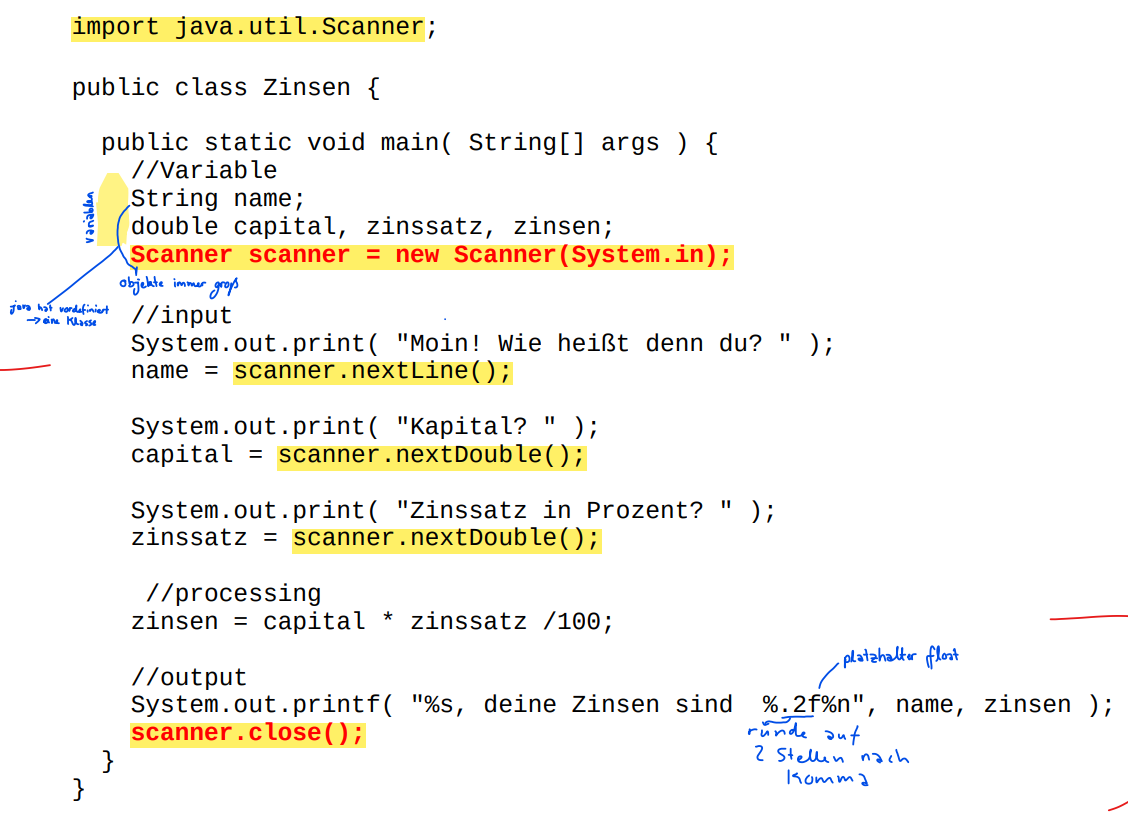 import java.util.Scanner;
public class Zinsen {
public static void main( String[] args ) {
//Variable
String name;
double capital, zinssatz, zinsen;
Scanner scanner = new Scanner(System.in);
variablen
objekte immer groß
java hat vordefiniert
→ eine Klasse
//input
System.out.print( "Moin! Wie heißt denn du? " );
name = scanner.nextLine();
System.out.print( "Kapital? " );
capital = scanner.nextDouble();
System.out.print( "Zinssatz in Prozent? " );
zinssatz = scanner.nextDouble();
//processing
zinsen = capital * zinssatz /100;
platzhalter float
//output
System.out.printf( "%s, deine Zinsen sind  %.2f%n", name, zinsen );
scanner.close();
runde auf
2 Stellen nach
Komma
}
}